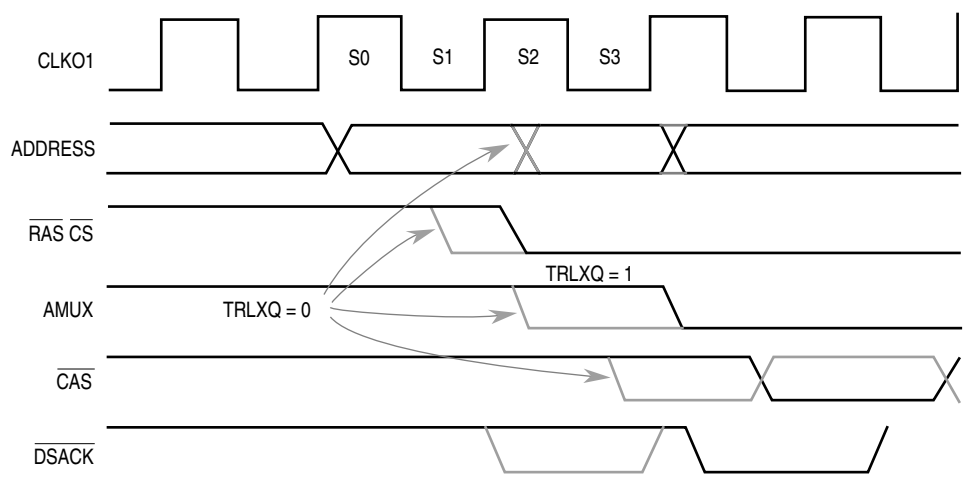 CLKO1
S0
S1
S2
S3
ADDRESS
RAS CS
TRLXQ = 1
AMUX
TRLXQ = 0
CAS
DSACK